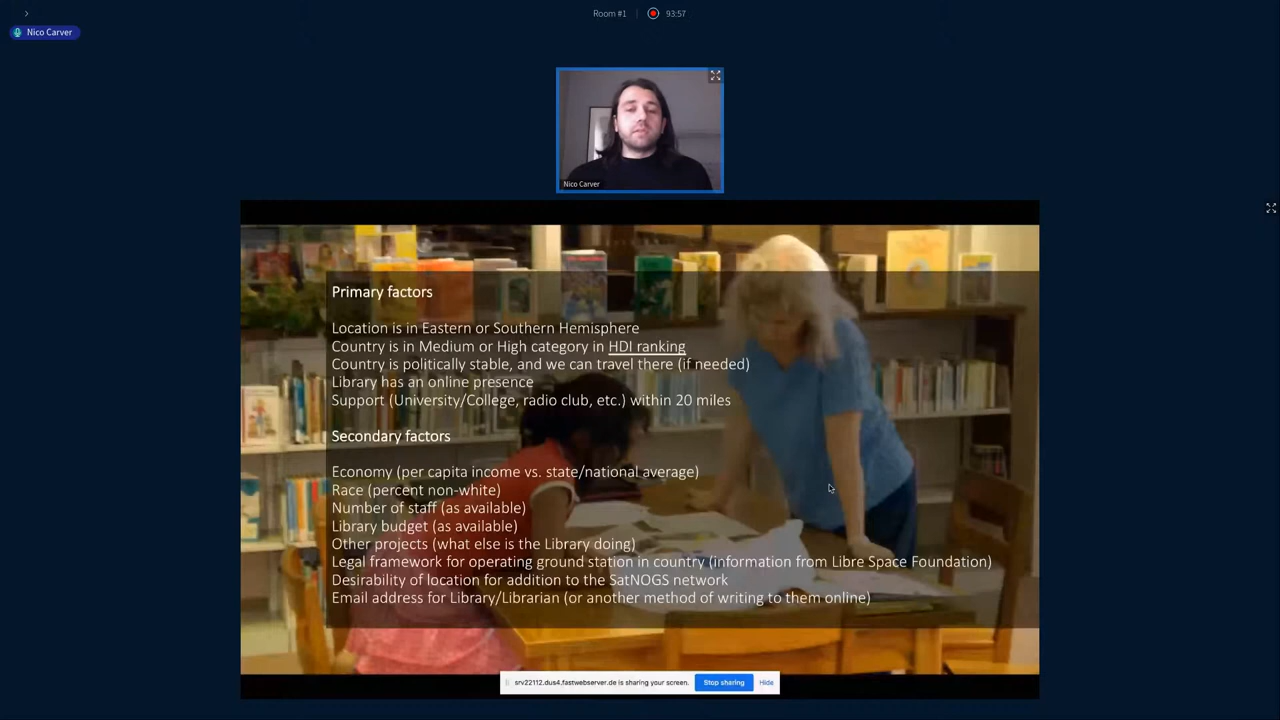 Room #1
93:57
Nico Carver
Nico Carver
Primary factors
Location is in Eastern or Southern Hemisphere
Country is in Medium or High category in HDI ranking
Country is politically stable, and we can travel there (if needed)
Library has an online presence
Support (University/College, radio club, etc.) within 20 miles
Secondary factors
Economy (per capita income vs. state/national average)
Race (percent non-white)
Number of staff (as available)
Library budget (as available)
Other projects (what else is the Library doing)
Legal framework for operating ground station in country (information from Libre Space Foundation)
Desirability of location for addition to the SatNOGS network
Email address for Library/Librarian (or another method of writing to them online)
srv22112.dus4.fastwebserver.de is sharing your screen.
Stop sharing
Hide